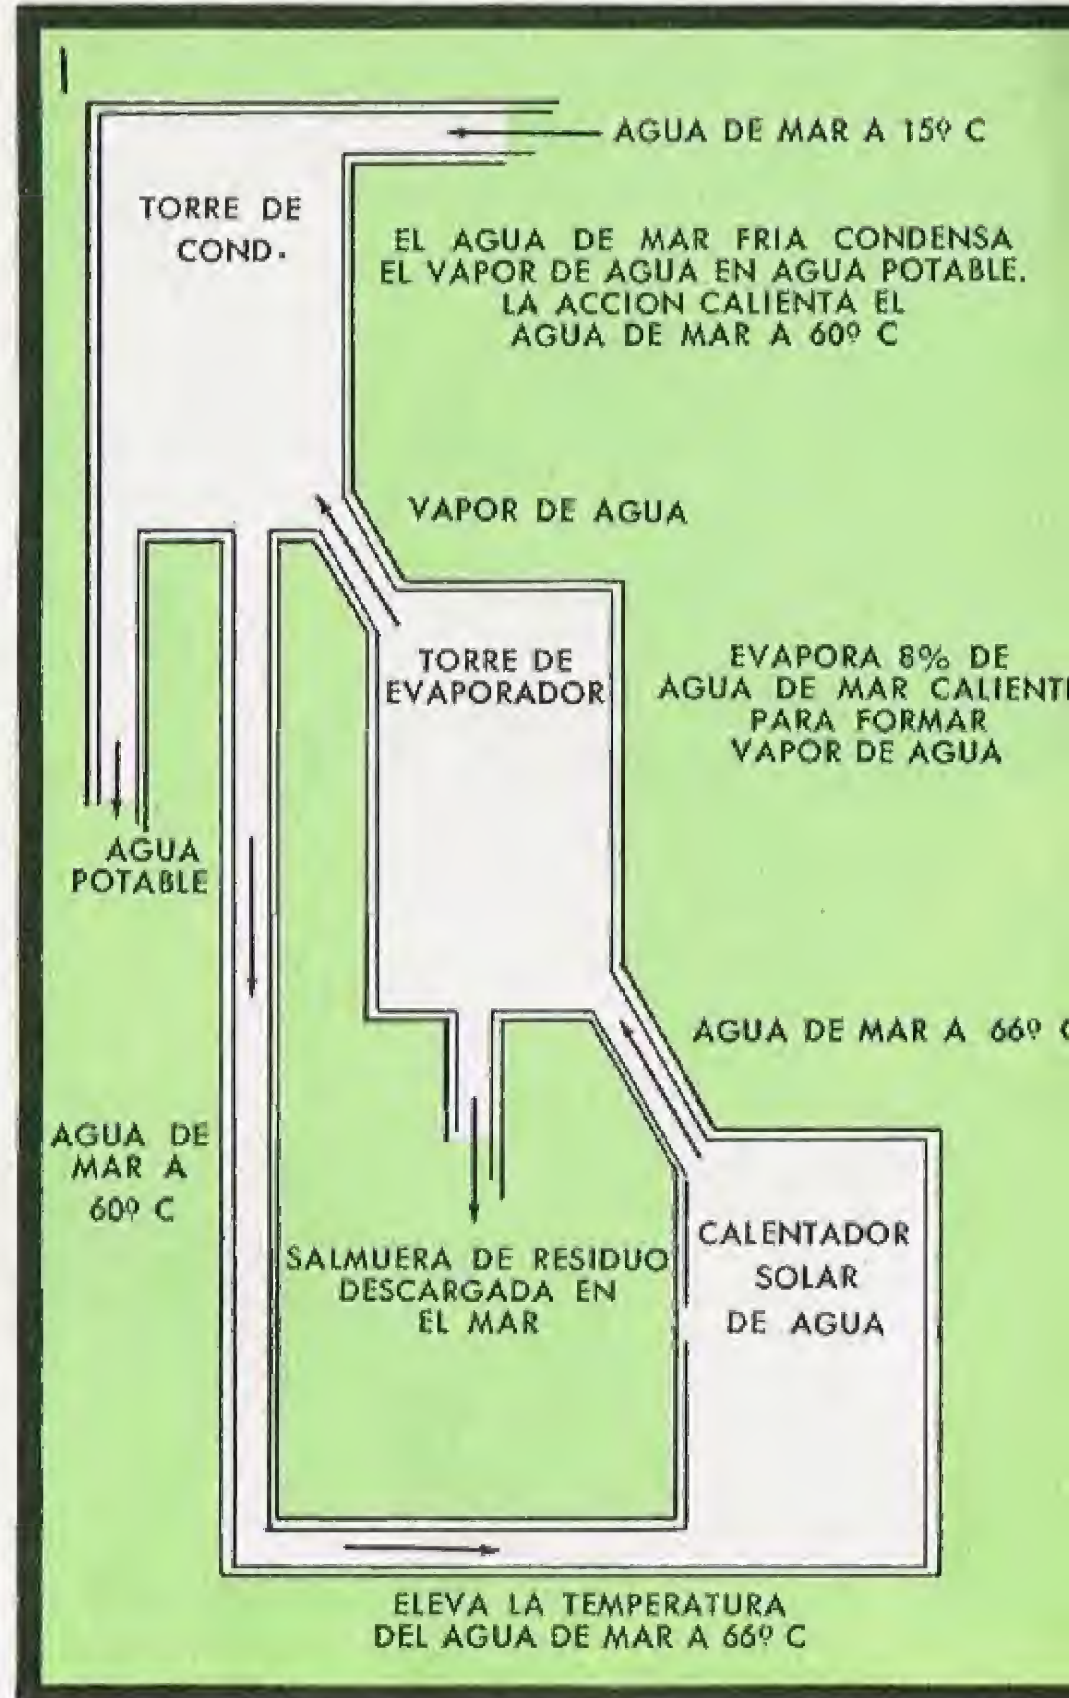 1
AGUA DE MAR A 15º C
TORRE DE
COND.
EL AGUA DE MAR FRIA CONDENSA
EL VAPOR DE AGUA EN AGUA POTABLE.
LA ACCION CALIENTA EL
AGUA DE MAR A 60º C
VAPOR DE AGUA
TORRE DE
EVAPORADOR
EVAPORA 8% DE
AGUA DE MAR CALIENTE
PARA FORMAR
VAPOR DE AGUA
AGUA
POTABLE
AGUA DE MAR A 66º C
AGUA DE
MAR A
60º C
CALENTADOR
SOLAR
DE AGUA
SALMUERA DE RESIDUO
DESCARGADA EN
EL MAR
ELEVA LA TEMPERATURA
DEL AGUA DE MAR A 66º C